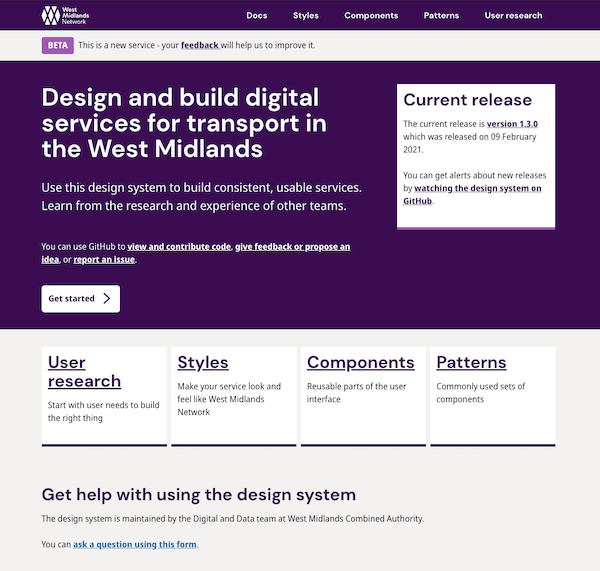 West
Midlands
Network
Docs Styles Components Patterns User research
BETA This is a new service - your feedback will help us to improve it.
Design and build digital
services for transport in
the West Midlands
Use this design system to build consistent, usable services.
Learn from the research and experience of other teams.
You can use GitHub to view and contribute code, give feedback or propose an
idea, or report an issue.
Get started
Current release
The current release is version 1.3.0
which was released on 09 February
2021.
You can get alerts about new releases
by watching the design system on
GitHub.
User
research
Start with user needs to build
the right thing
Styles
Make your service look and
feel like West Midlands
Network
Components
Reusable parts of the user
interface
Patterns
Commonly used sets of
components
Get help with using the design system
The design system is maintained by the Digital and Data team at West Midlands Combined Authority.
You can ask a question using this form.